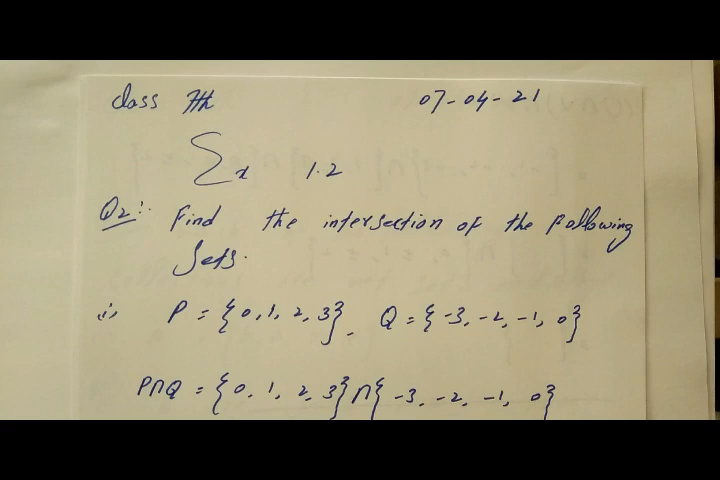 Class 7th 07-04-21
Ex 1.2
Q2:. Find the intersection of the following
Sets.
(i) P = {0, 1, 2, 3}, Q = {-3, -2, -1, 0}
P∩Q = {0, 1, 2, 3} ∩ {-3, -2, -1, 0}